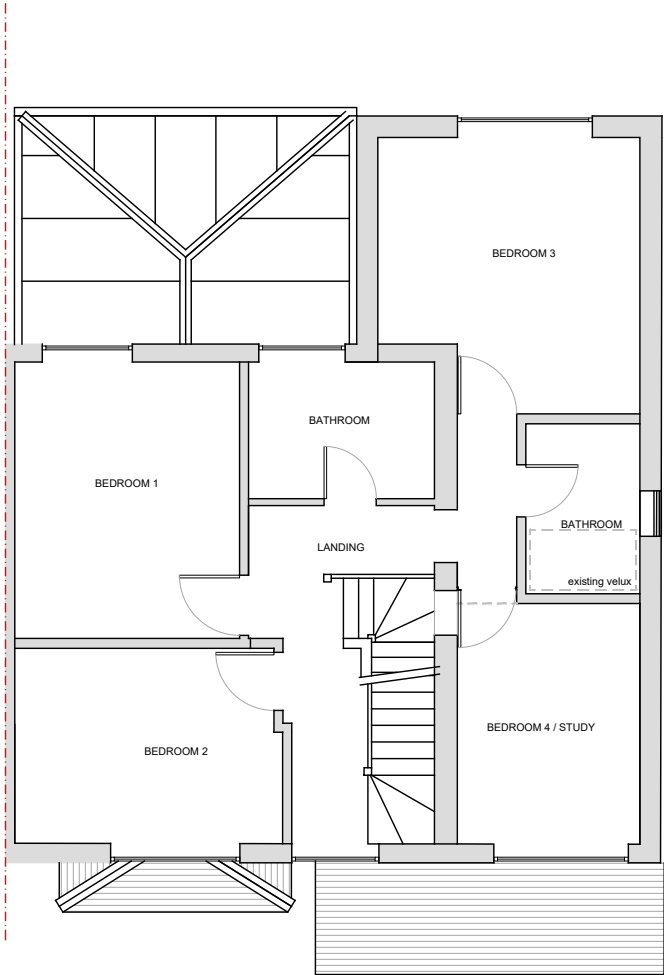 BEDROOM 3
BATHROOM
BEDROOM 1
BATHROOM
LANDING
existing velux
BEDROOM 4 / STUDY
BEDROOM 2